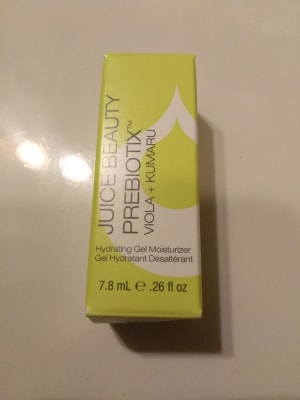 JUICE BEAUTY
PREBIOTIX™
VIOLA + KUMARU
Hydrating Gel Moisturizer
Gel Hydratant Désaltérant
7.8 mL ℮ .26 fl oz